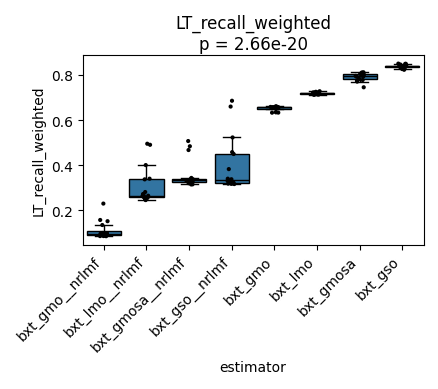 LT_recall_weighted
p = 2.66e-20
LT_recall_weighted
0.8
0.6
0.4
0.2
bxt_gmo__nrlmf
bxt_lmo__nrlmf
bxt_gmosa__nrlmf
bxt_gso__nrlmf
bxt_gmo
bxt_lmo
bxt_gmosa
bxt_gso
estimator